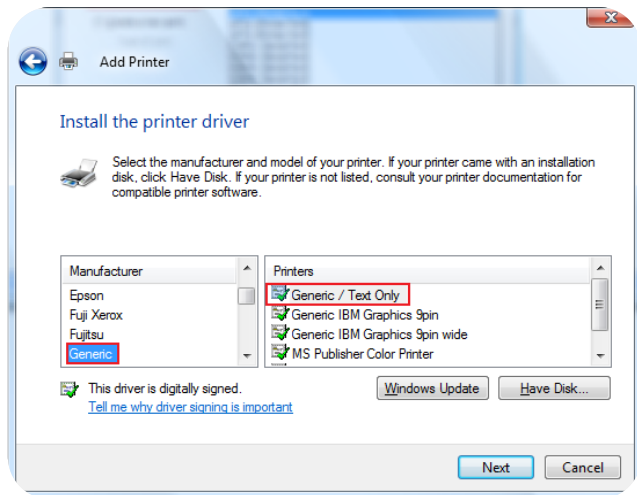 Add Printer
Install the printer driver
Select the manufacturer and model of your printer. If your printer came with an installation
disk, click Have Disk. If your printer is not listed, consult your printer documentation for
compatible printer software.
Manufacturer
Epson
Fuji Xerox
Fujitsu
Generic
Printers
Generic / Text Only
Generic IBM Graphics 9pin
Generic IBM Graphics 9pin wide
MS Publisher Color Printer
This driver is digitally signed.
Tell me why driver signing is important
Windows Update
Have Disk...
Next
Cancel